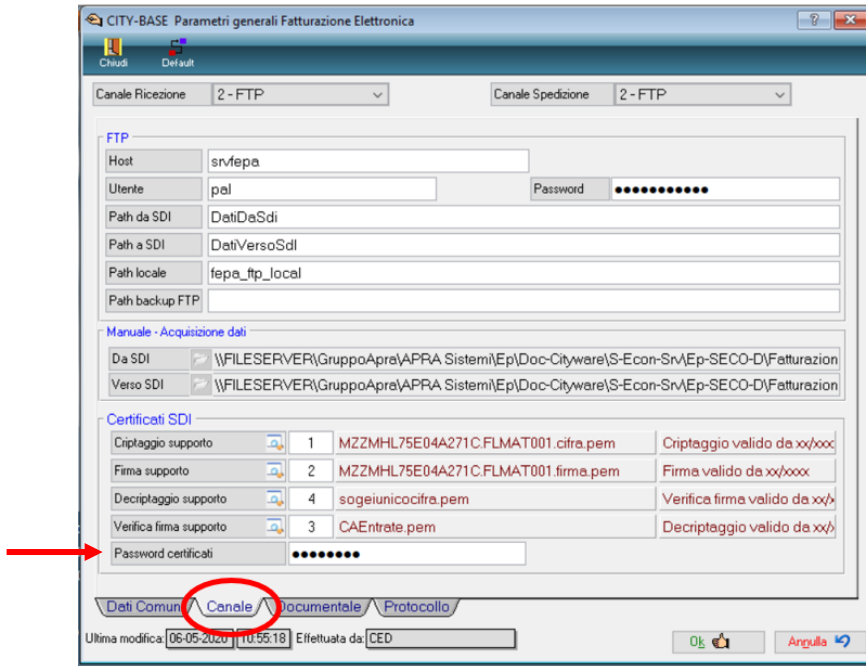 CITY-BASE Parametri generali Fatturazione Elettronica
Chiudi Default
Canale Ricezione 2 - FTP Canale Spedizione 2 - FTP
FTP
Host srvfepa
Utente pal Password ●●●●●●●●●●●
Path da SDI DatiDaSdi
Path a SDI DatiVersoSdI
Path locale fepa_ftp_local
Path backup FTP
Manuale - Acquisizione dati
Da SDI \\FILESERVER\GruppoApra\APRA Sistemi\Ep\Doc-Cityware\S-Econ-Srv\Ep-SECO-D\Fatturazion
Verso SDI \\FILESERVER\GruppoApra\APRA Sistemi\Ep\Doc-Cityware\S-Econ-Srv\Ep-SECO-D\Fatturazion
Certificati SDI
Criptaggio supporto 1 MZZMHL75E04A271C.FLMAT001.cifra.pem Criptaggio valido da xx/xxx
Firma supporto 2 MZZMHL75E04A271C.FLMAT001.firma.pem Firma valido da xx/xxxx
Decriptaggio supporto 4 sogeiunicocifra.pem Verifica firma valido da xx/
Verifica firma supporto 3 CAEntrate.pem Decriptaggio valido da xx/
Password certificati ●●●●●●●●
Dati Comuni Canale Documentale Protocollo
Ultima modifica: 06-05-2020 10:55:18 Effettuata da: CED Ok Annulla